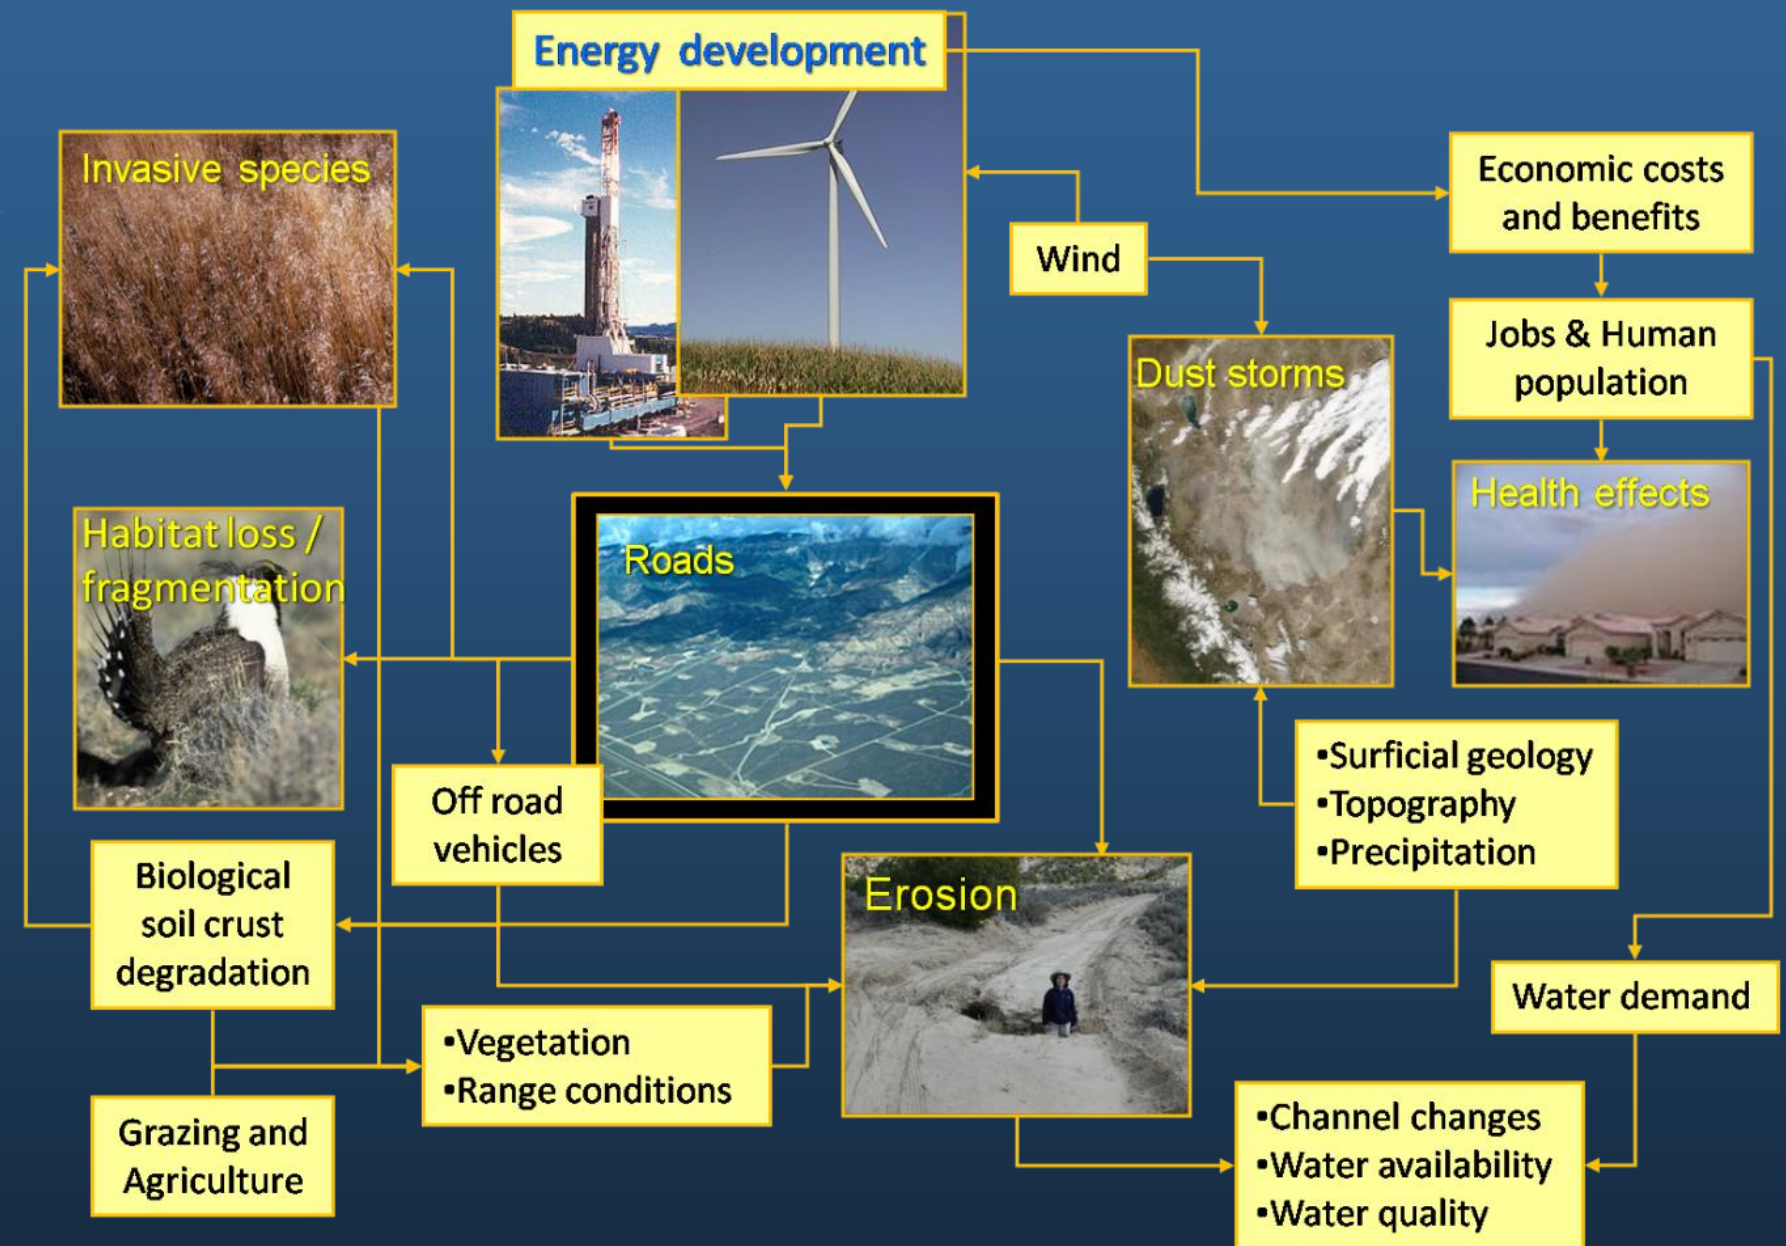 Energy development
Invasive species
Economic costs
and benefits
Wind
Jobs & Human
population
Dust storms
Health effects
Habitat loss /
fragmentation
Roads
•Surficial geology
•Topography
•Precipitation
Off road
vehicles
Biological
soil crust
degradation
Erosion
Water demand
•Vegetation
•Range conditions
Grazing and
Agriculture
•Channel changes
•Water availability
•Water quality